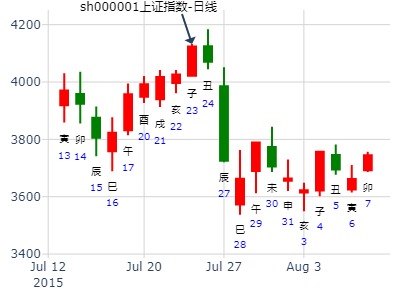 sh000001上证指数-日线
4200
4000
3800
3600
3400
寅
13
卯
14
辰
15
巳
16
午
17
酉
20
戌
21
亥
22
子
23
丑
24
辰
27
巳
28
午
29
未
30
申
31
亥
3
子
4
丑
5
寅
6
卯
7
Jul 12
2015
Jul 20
Jul 27
Aug 3